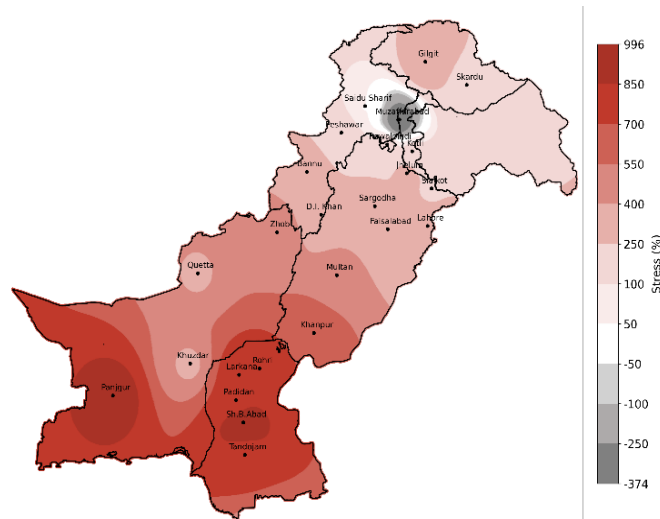 Gilgit
Skardu
Saidu Sharif
Muzaffarabad
Peshawar
Rawalpindi
Kotli
Bannu
Jhelum
Sialkot
Sargodha
D.I. Khan
Lahore
Faisalabad
Zhob
Quetta
Multan
Khanpur
Khuzdar
Rohri
Larkana
Panjgur
Padidan
Sh.B.Abad
Tandojam
996
850
700
550
400
250
100
50
-50
-100
-250
-374
Stress (%)